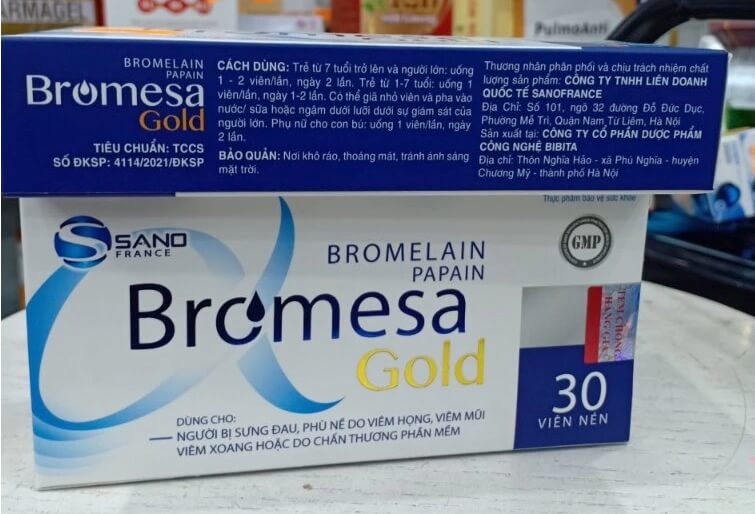 ARMAGEL
PulmoAnti
BROMELAIN
PAPAIN
Bromesa
Gold
TIÊU CHUẨN: TCCS
SỐ ĐKSP: 4114/2021/ĐKSP
CÁCH DÙNG: Trẻ từ 7 tuổi trở lên và người lớn: uống
1 - 2 viên/lần, ngày 2 lần. Trẻ từ 1-7 tuổi: uống 1
viên/lần, ngày 1-2 lần. Có thể giã nhỏ viên và pha vào
nước/ sữa hoặc ngậm dưới lưỡi dưới sự giám sát của
người lớn. Phụ nữ cho con bú: uống 1 viên/lần, ngày
2 lần.
BẢO QUẢN: Nơi khô ráo, thoáng mát, tránh ánh sáng
mặt trời.
Thương nhân phân phối và chịu trách nhiệm chất
lượng sản phẩm: CÔNG TY TNHH LIÊN DOANH
QUỐC TẾ SANOFRANCE
Địa Chỉ: Số 101, ngõ 32 đường Đỗ Đức Dục,
Phường Mễ Trì, Quận Nam Từ Liêm, Hà Nội
Sản xuất tại: CÔNG TY CỔ PHẦN DƯỢC PHẨM
CÔNG NGHỆ BIBITA
Địa chỉ: Thôn Nghĩa Hảo - xã Phú Nghĩa - huyện
Chương Mỹ - thành phố Hà Nội
Thực phẩm bảo vệ sức khỏe
S SANO
FRANCE
BROMELAIN
PAPAIN
GMP
Bromesa
Gold
TEM CHỐNG
HÀNG GIẢ
30
VIÊN NÉN
DÙNG CHO:
NGƯỜI BỊ SƯNG ĐAU, PHÙ NỀ DO VIÊM HỌNG, VIÊM MŨI
VIÊM XOANG HOẶC DO CHẤN THƯƠNG PHẦN MỀM